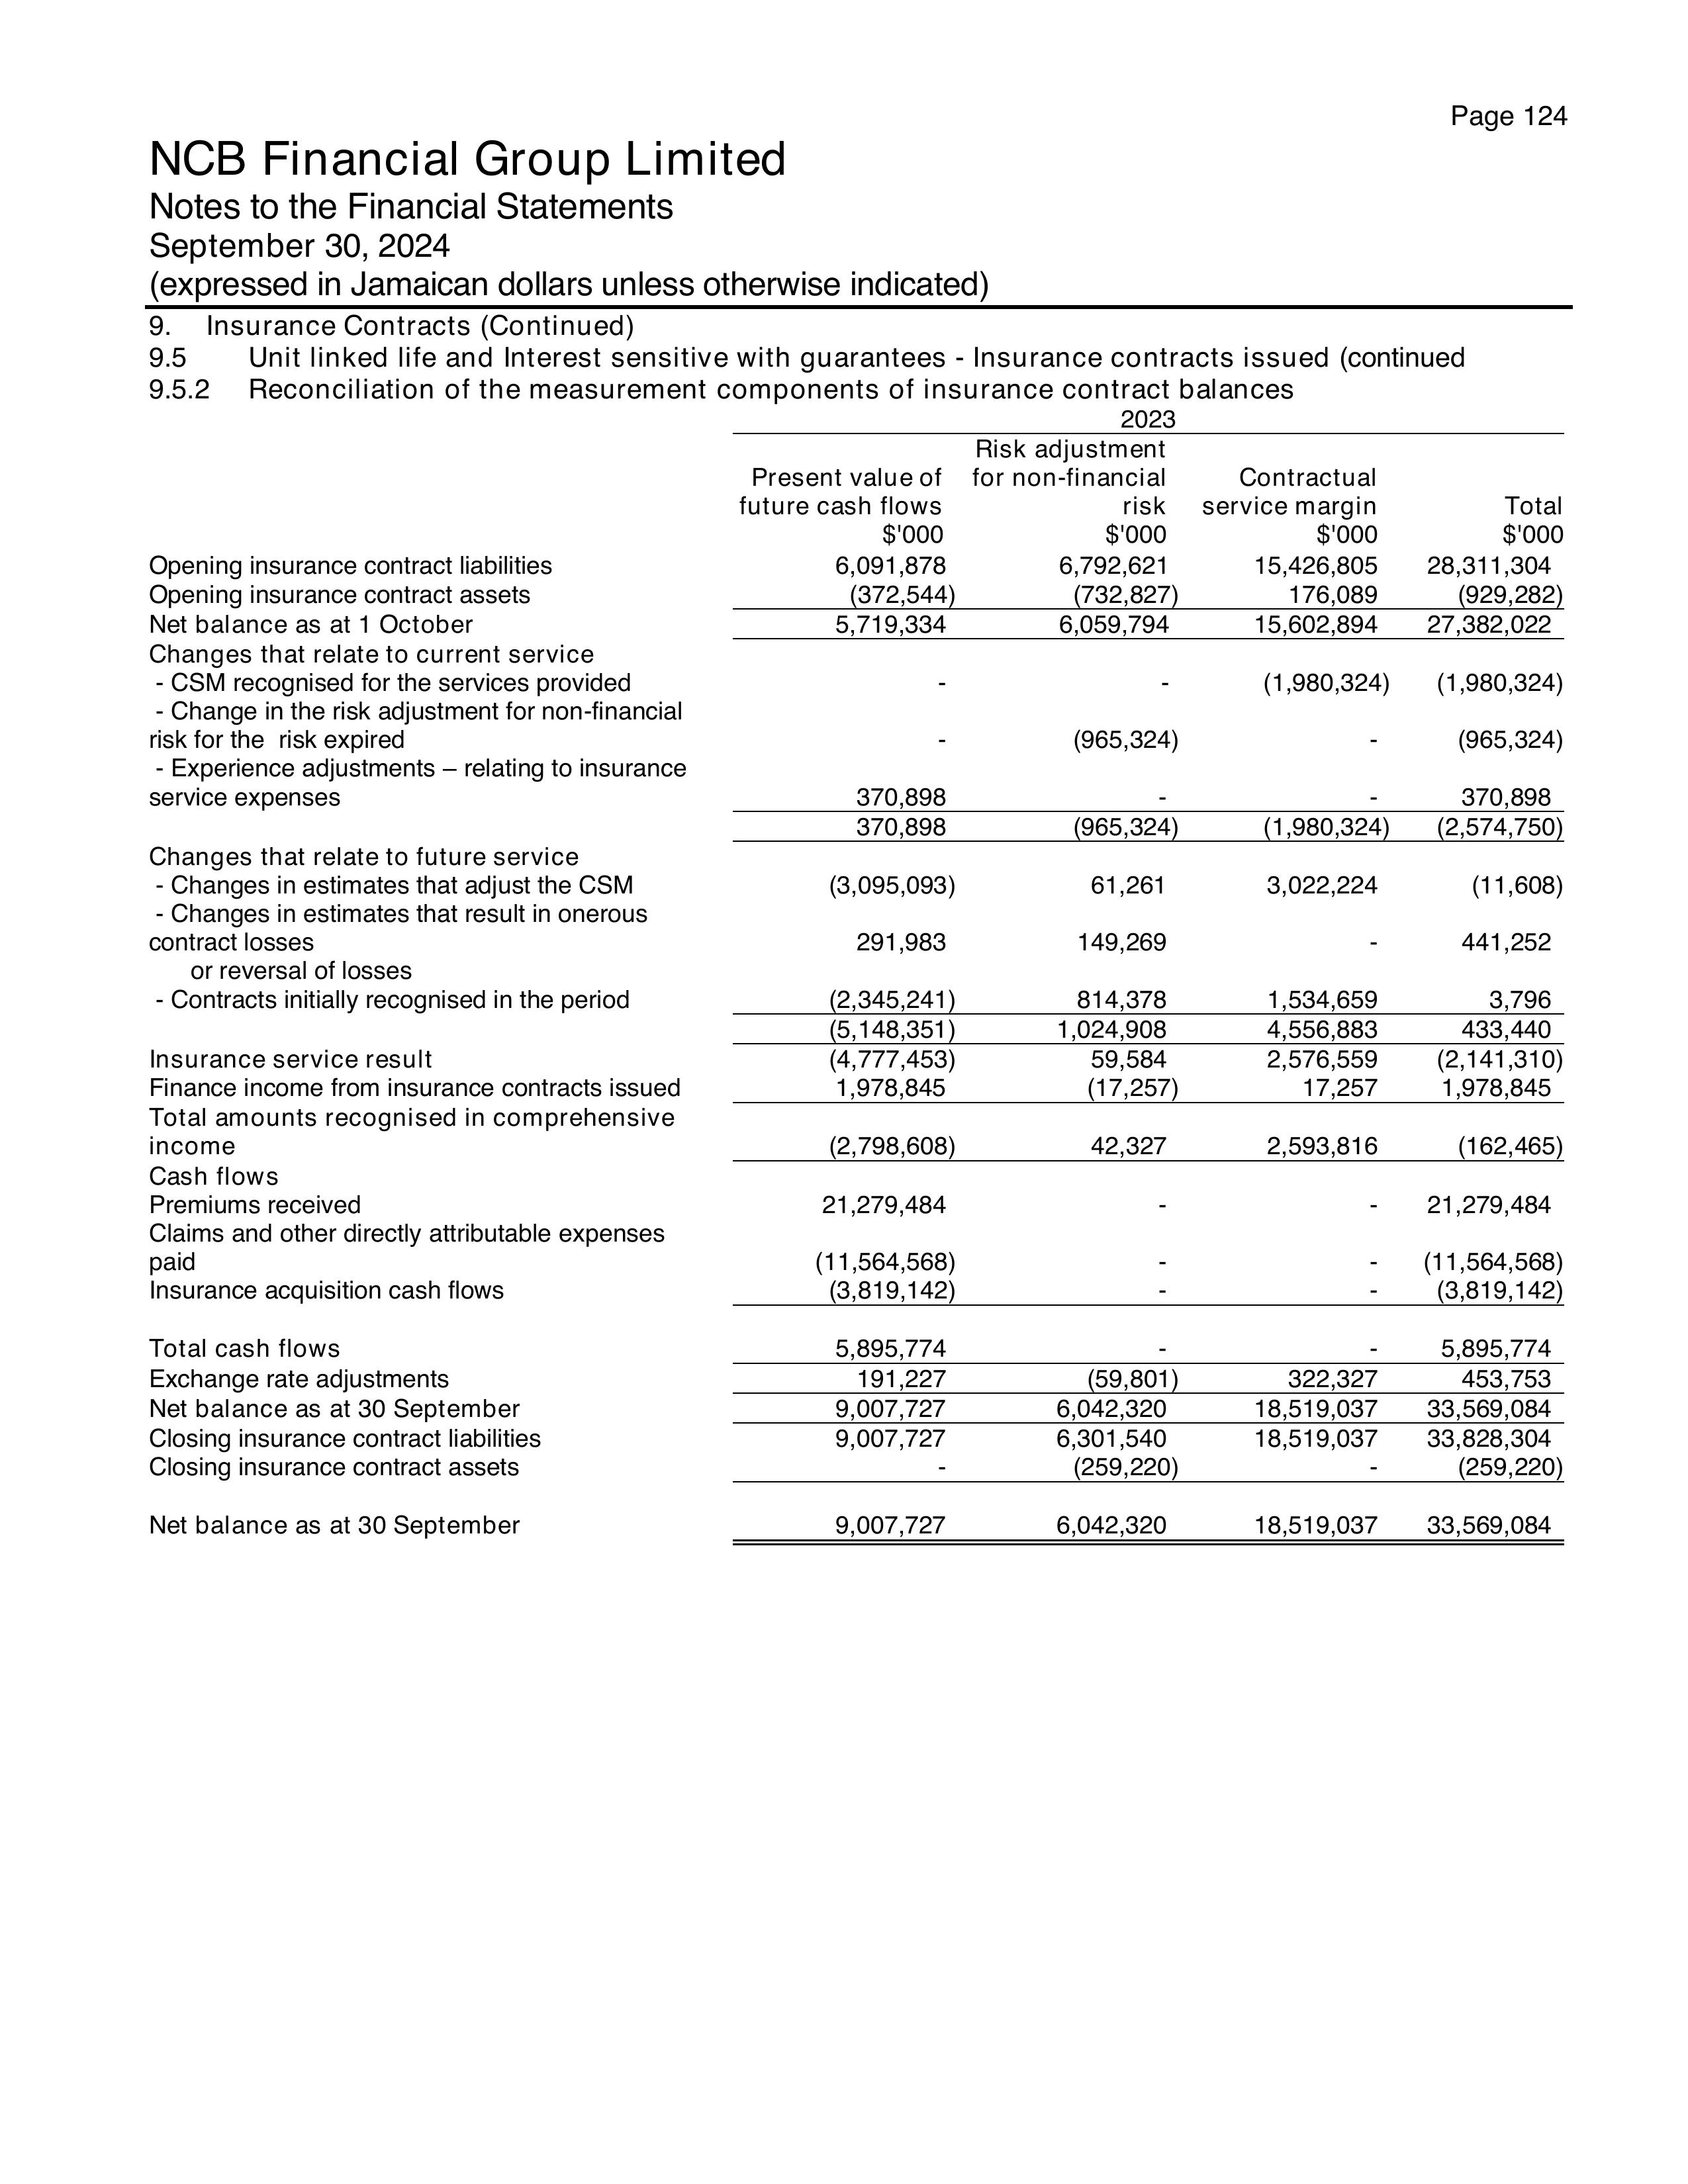 Page 124
NCB Financial Group Limited
Notes to the Financial Statements
September 30, 2024
(expressed in Jamaican dollars unless otherwise indicated)
9. Insurance Contracts (Continued)
9.5 Unit linked life and Interest sensitive with guarantees - Insurance contracts issued (continued
9.5.2 Reconciliation of the measurement components of insurance contract balances
2023
Risk adjustment
Present value of for non-financial Contractual
future cash flows risk service margin Total
$'000 $'000 $'000 $'000
Opening insurance contract liabilities 6,091,878 6,792,621 15,426,805 28,311,304
Opening insurance contract assets (372,544) (732,827) 176,089 (929,282)
Net balance as at 1 October 5,719,334 6,059,794 15,602,894 27,382,022
Changes that relate to current service
- CSM recognised for the services provided - - (1,980,324) (1,980,324)
- Change in the risk adjustment for non-financial
risk for the risk expired - (965,324) - (965,324)
- Experience adjustments – relating to insurance
service expenses 370,898 - - 370,898
370,898 (965,324) (1,980,324) (2,574,750)
Changes that relate to future service
- Changes in estimates that adjust the CSM (3,095,093) 61,261 3,022,224 (11,608)
- Changes in estimates that result in onerous
contract losses 291,983 149,269 - 441,252
or reversal of losses
- Contracts initially recognised in the period (2,345,241) 814,378 1,534,659 3,796
(5,148,351) 1,024,908 4,556,883 433,440
Insurance service result (4,777,453) 59,584 2,576,559 (2,141,310)
Finance income from insurance contracts issued 1,978,845 (17,257) 17,257 1,978,845
Total amounts recognised in comprehensive
income (2,798,608) 42,327 2,593,816 (162,465)
Cash flows
Premiums received 21,279,484 - - 21,279,484
Claims and other directly attributable expenses
paid (11,564,568) - - (11,564,568)
Insurance acquisition cash flows (3,819,142) - - (3,819,142)
Total cash flows 5,895,774 - - 5,895,774
Exchange rate adjustments 191,227 (59,801) 322,327 453,753
Net balance as at 30 September 9,007,727 6,042,320 18,519,037 33,569,084
Closing insurance contract liabilities 9,007,727 6,301,540 18,519,037 33,828,304
Closing insurance contract assets - (259,220) - (259,220)
Net balance as at 30 September 9,007,727 6,042,320 18,519,037 33,569,084